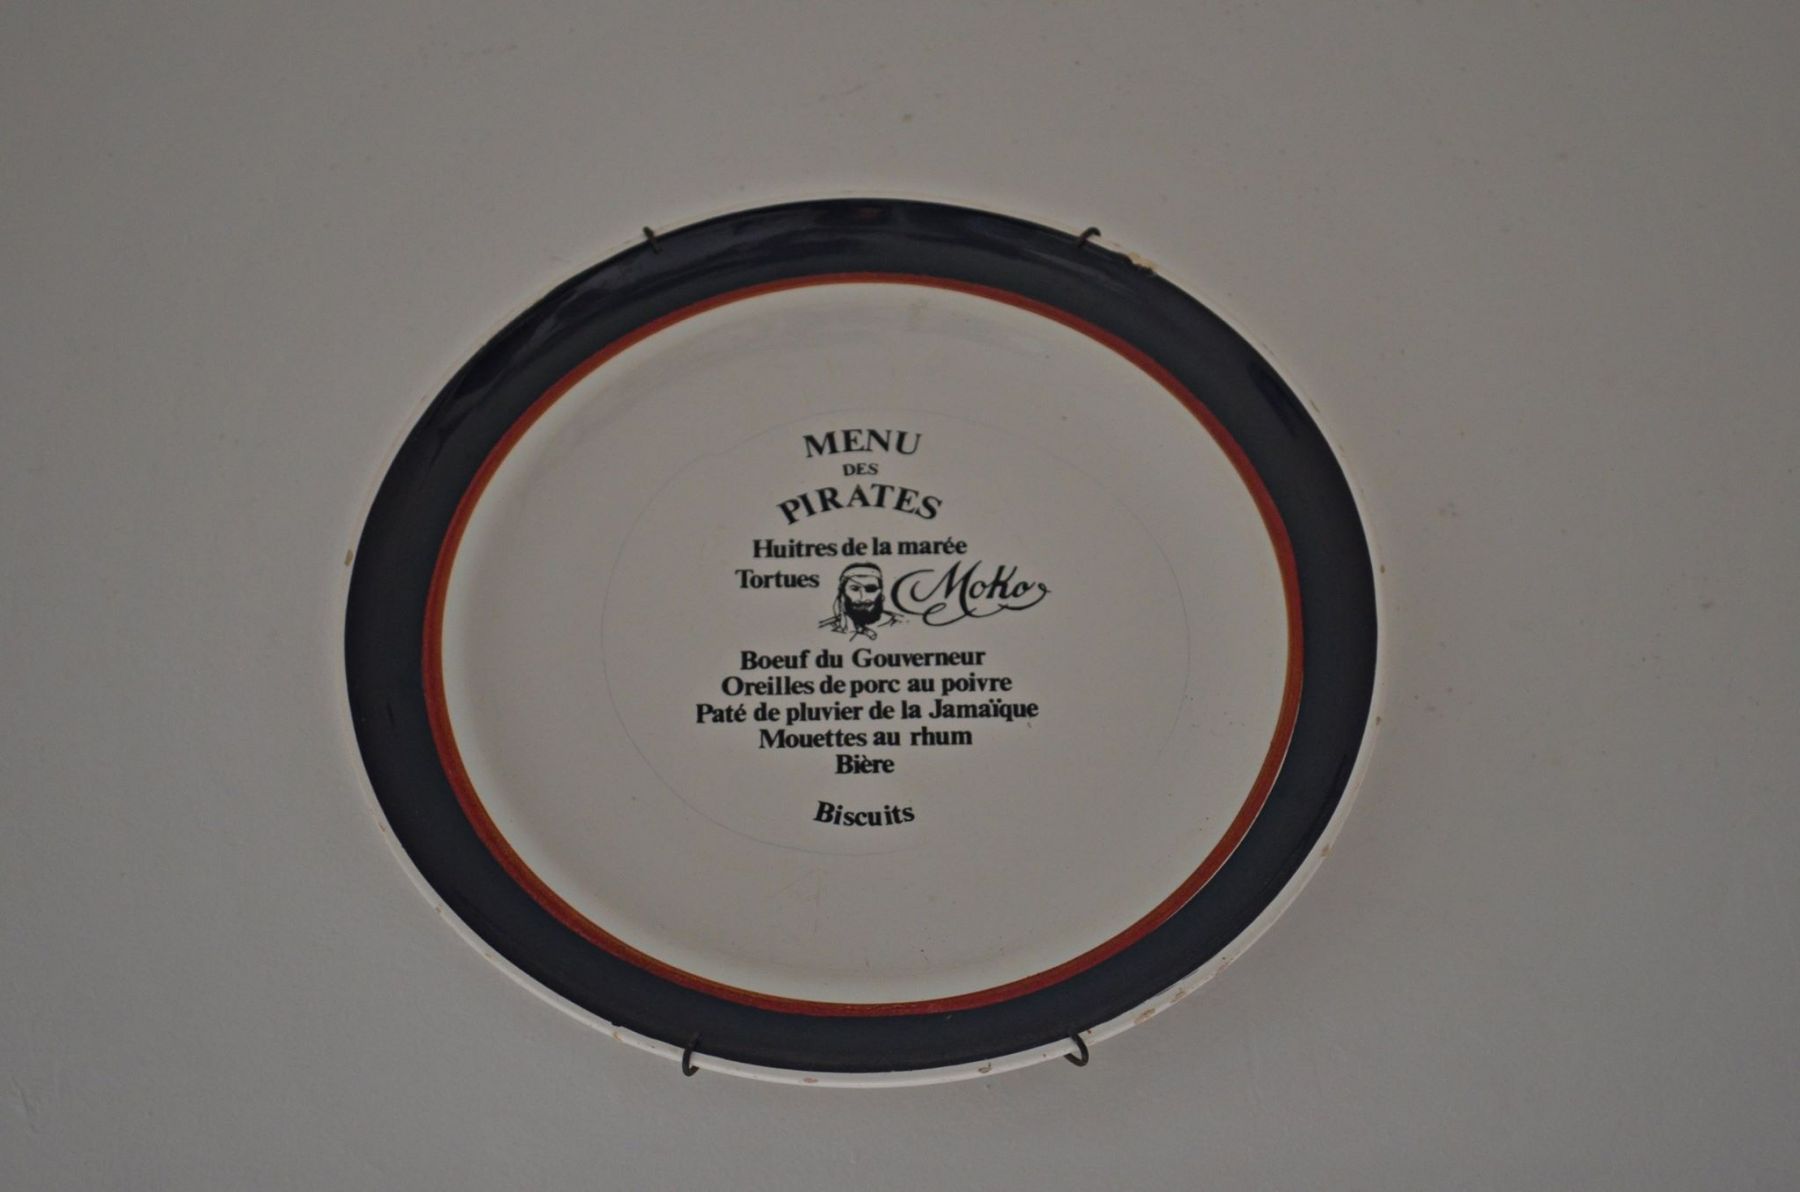 MENU
DES
PIRATES
Huitres de la marée
Tortues Moko
Boeuf du Gouverneur
Oreilles de porc au poivre
Paté de pluvier de la Jamaïque
Mouettes au rhum
Bière
Biscuits